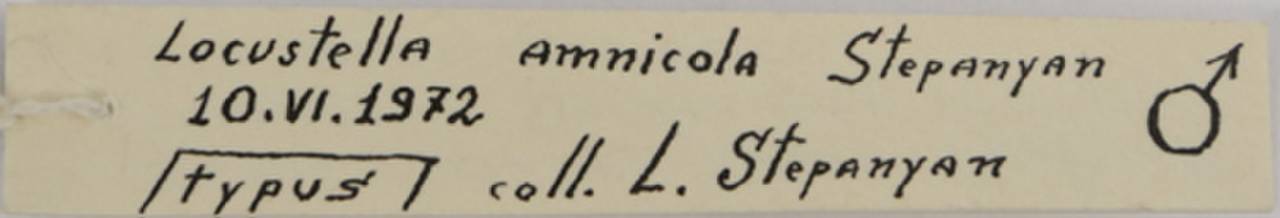 Locustella amnicola Stepanyan ♂
10.VI.1972
typus coll. L. Stepanyan